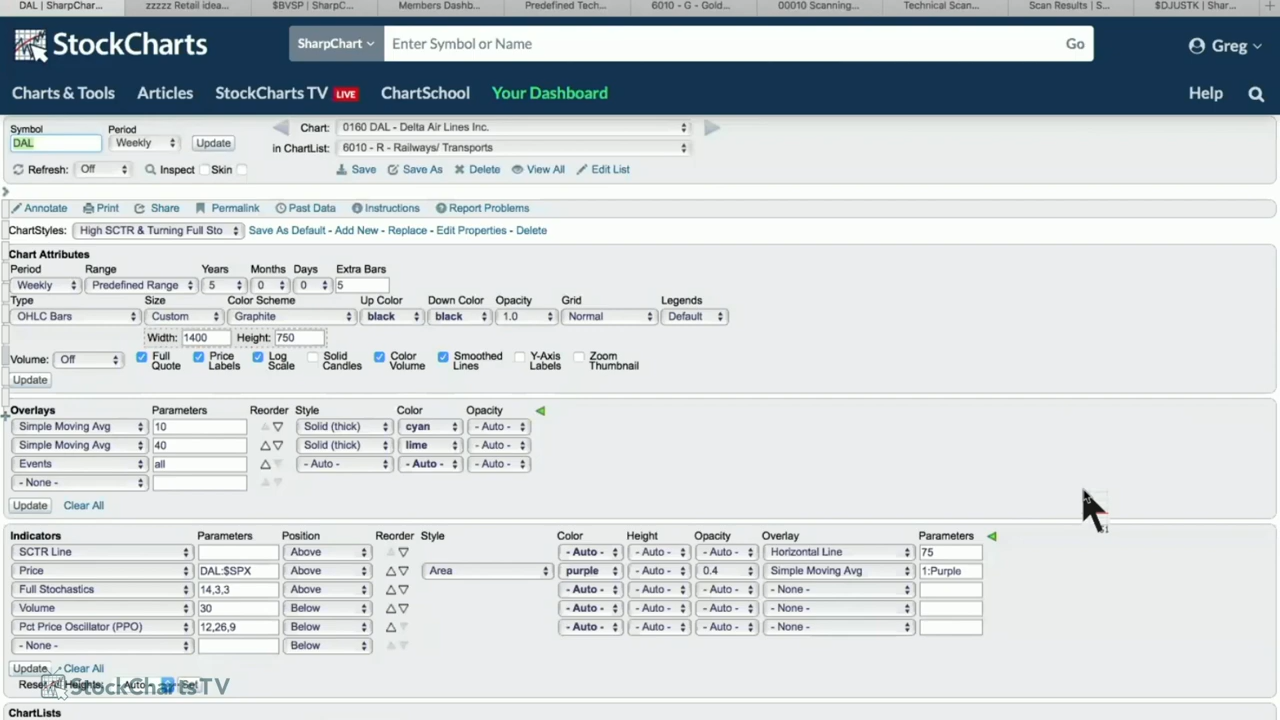 DAL | SharpChar... zzzzz Retail idea... $BVSP | SharpC... Members Dashb... Predefined Tech... 6010 - G - Gold... 00010 Scanning... Technical Scan... Scan Results | S... $DJUSTK | Shar...
StockCharts SharpChart Enter Symbol or Name Go Greg
Charts & Tools Articles StockCharts TV LIVE ChartSchool Your Dashboard Help
Symbol Period Chart: 0160 DAL - Delta Air Lines Inc.
DAL Weekly Update in ChartList: 6010 - R - Railways/ Transports
Refresh: Off Inspect Skin Save Save As Delete View All Edit List
Annotate Print Share Permalink Past Data Instructions Report Problems
ChartStyles: High SCTR & Turning Full Sto Save As Default - Add New - Replace - Edit Properties - Delete
Chart Attributes
Period Range Years Months Days Extra Bars
Weekly Predefined Range 5 0 0 5
Type Size Color Scheme Up Color Down Color Opacity Grid Legends
OHLC Bars Custom Graphite black black 1.0 Normal Default
Width: 1400 Height: 750
Volume: Off Full Quote Price Labels Log Scale Solid Candles Color Volume Smoothed Lines Y-Axis Labels Zoom Thumbnail
Update
Overlays Parameters Reorder Style Color Opacity
Simple Moving Avg 10 Solid (thick) cyan - Auto -
Simple Moving Avg 40 Solid (thick) lime - Auto -
Events all - Auto - - Auto - - Auto -
- None -
Update Clear All
Indicators Parameters Position Reorder Style Color Height Opacity Overlay Parameters
SCTR Line Above - Auto - - Auto - - Auto - Horizontal Line 75
Price DAL:$SPX Above Area purple - Auto - 0.4 Simple Moving Avg 1:Purple
Full Stochastics 14,3,3 Above - Auto - - Auto - - Auto - - None -
Volume 30 Below - Auto - - Auto - - Auto - - None -
Pct Price Oscillator (PPO) 12,26,9 Below - Auto - - Auto - - Auto - - None -
- None - Below
Update Clear All
StockChartsTV
ChartLists